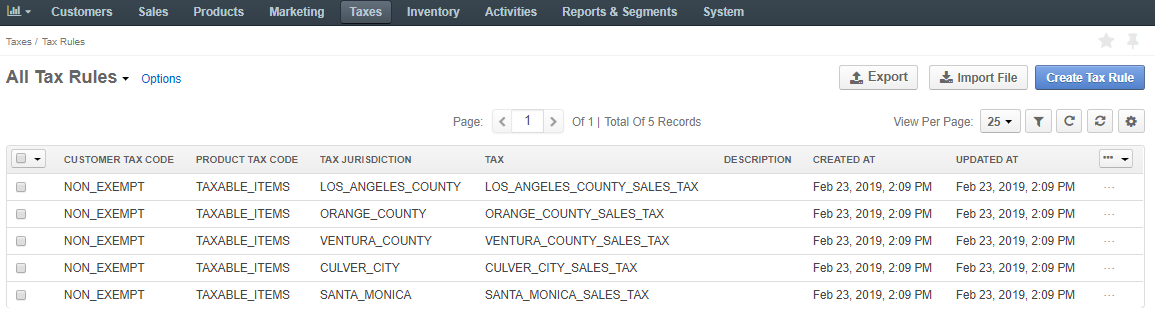 Customers Sales Products Marketing Taxes Inventory Activities Reports & Segments System
Taxes / Tax Rules
All Tax Rules Options Export Import File Create Tax Rule
Page: 1 Of 1 | Total Of 5 Records View Per Page: 25
CUSTOMER TAX CODE PRODUCT TAX CODE TAX JURISDICTION TAX DESCRIPTION CREATED AT UPDATED AT
NON_EXEMPT TAXABLE_ITEMS LOS_ANGELES_COUNTY LOS_ANGELES_COUNTY_SALES_TAX Feb 23, 2019, 2:09 PM Feb 23, 2019, 2:09 PM
NON_EXEMPT TAXABLE_ITEMS ORANGE_COUNTY ORANGE_COUNTY_SALES_TAX Feb 23, 2019, 2:09 PM Feb 23, 2019, 2:09 PM
NON_EXEMPT TAXABLE_ITEMS VENTURA_COUNTY VENTURA_COUNTY_SALES_TAX Feb 23, 2019, 2:09 PM Feb 23, 2019, 2:09 PM
NON_EXEMPT TAXABLE_ITEMS CULVER_CITY CULVER_CITY_SALES_TAX Feb 23, 2019, 2:09 PM Feb 23, 2019, 2:09 PM
NON_EXEMPT TAXABLE_ITEMS SANTA_MONICA SANTA_MONICA_SALES_TAX Feb 23, 2019, 2:09 PM Feb 23, 2019, 2:09 PM